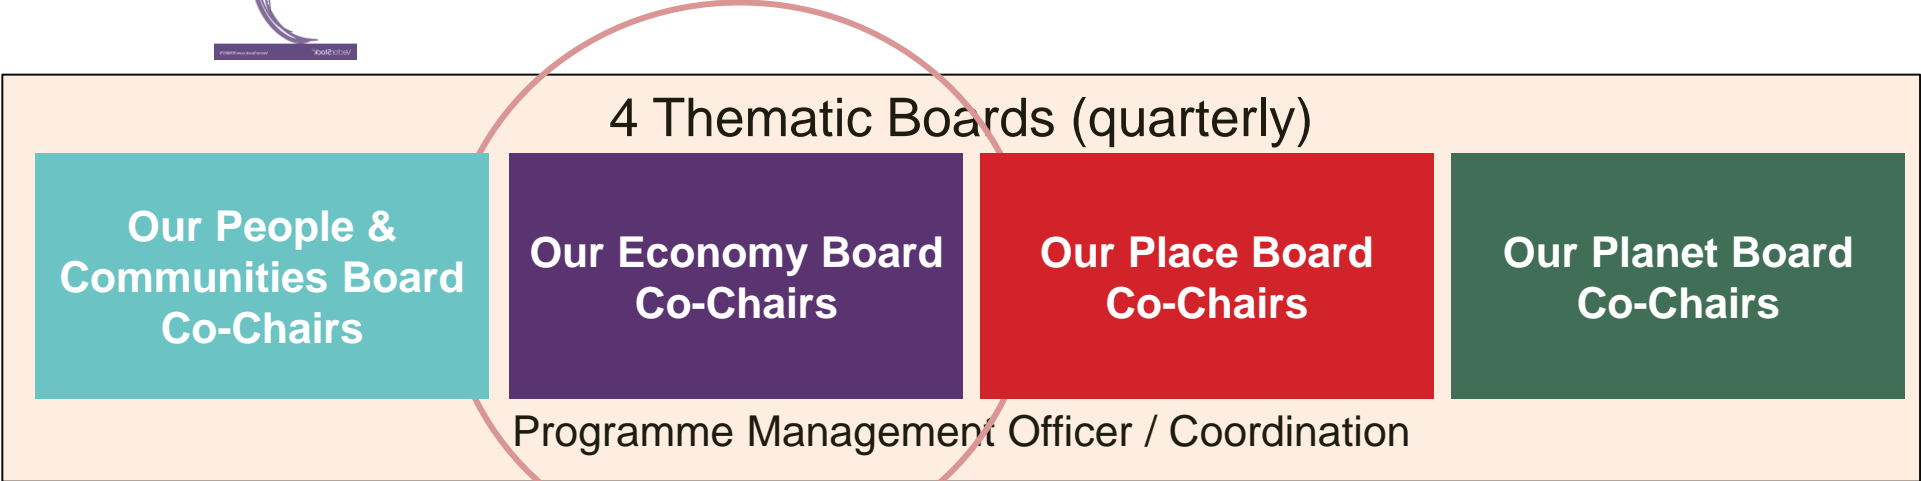 VectorStock
4 Thematic Boards (quarterly)
Our People &
Communities Board
Co-Chairs
Our Economy Board
Co-Chairs
Our Place Board
Co-Chairs
Our Planet Board
Co-Chairs
Programme Management Officer / Coordination